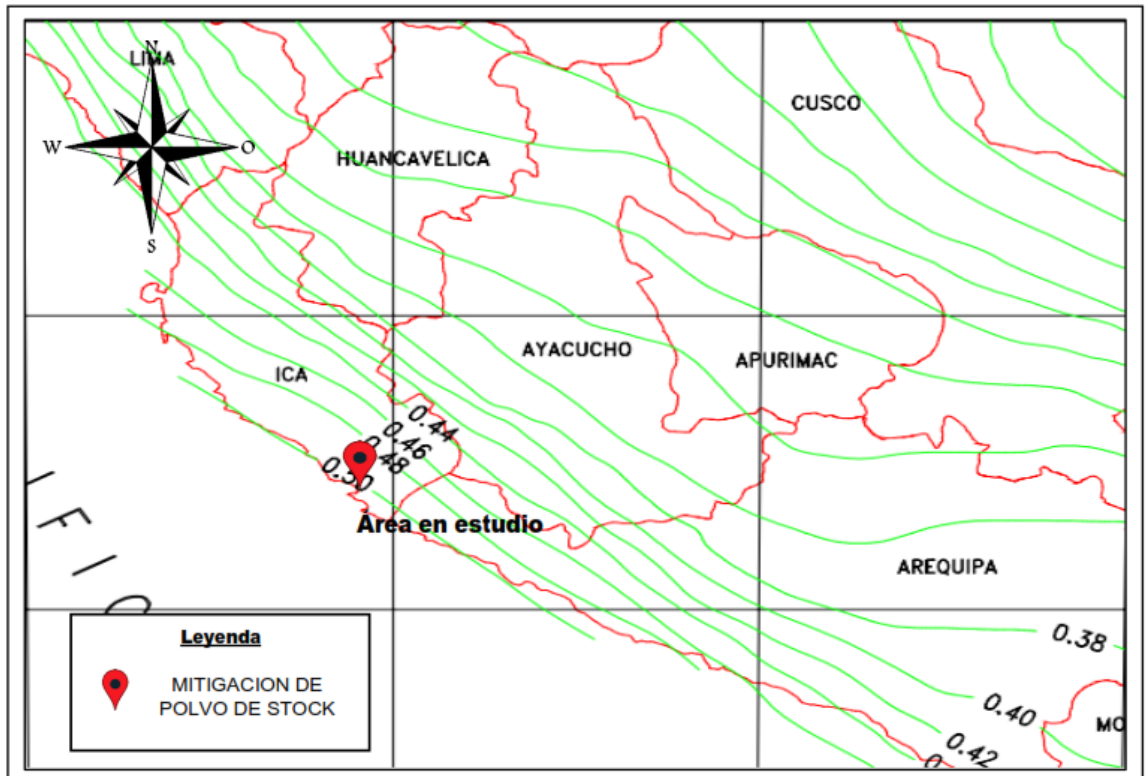 N
LIMA
W
O
S
CUSCO
HUANCAVELICA
AYACUCHO
APURIMAC
ICA
0.44
0.46
0.48
0.50
Área en estudio
AREQUIPA
F I C
Leyenda
MITIGACION DE
POLVO DE STOCK
0.38
0.40
0.42
MO